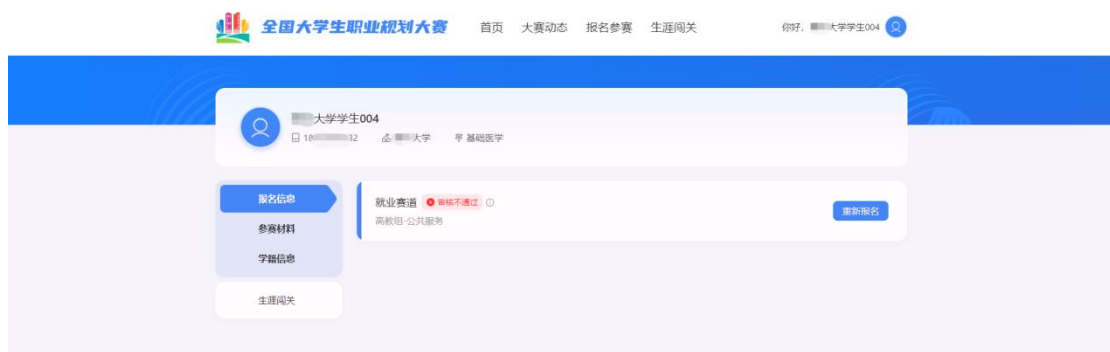 全国大学生职业规划大赛 首页 大赛动态 报名参赛 生涯闯关 你好, 大学学生004
大学学生004
18 32 大学 基础医学
报名信息
就业赛道 审核不通过
重新报名
高教组-公共服务
参赛材料
学籍信息
生涯闯关